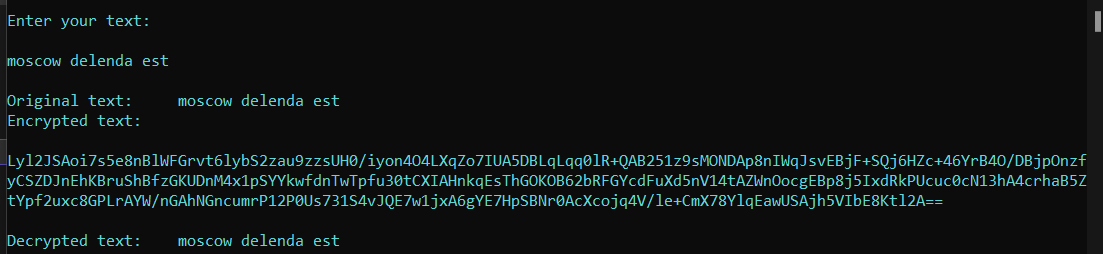 Enter your text:
moscow delenda est
Original text: moscow delenda est
Encrypted text:
Lyl2JSAoi7s5e8nBlWFGrvt6lybS2zau9zzsUH0/iyon4O4LXqZo7IUA5DBLqLqq0lR+QAB251z9sMONDAp8nIWqJsvEBjF+SQj6HZc+46YrB4O/DBjpOnzf
yCSZDJnEhKBruShBfzGKUDnM4x1pSYYkwfdnTwTpfu30tCXIAHnkqEsThGOKOB62bRFGYcdFuXd5nV14tAZWnOocgEBp8j5IxdRkPUcuc0cN13hA4crhaB5Z
tYpf2uxc8GPLrAYW/nGAhNGncumrP12P0Us731S4vJQE7w1jxA6gYE7HpSBNr0AcXcojq4V/le+CmX78YlqEawUSAjh5VIbE8Ktl2A==
Decrypted text: moscow delenda est